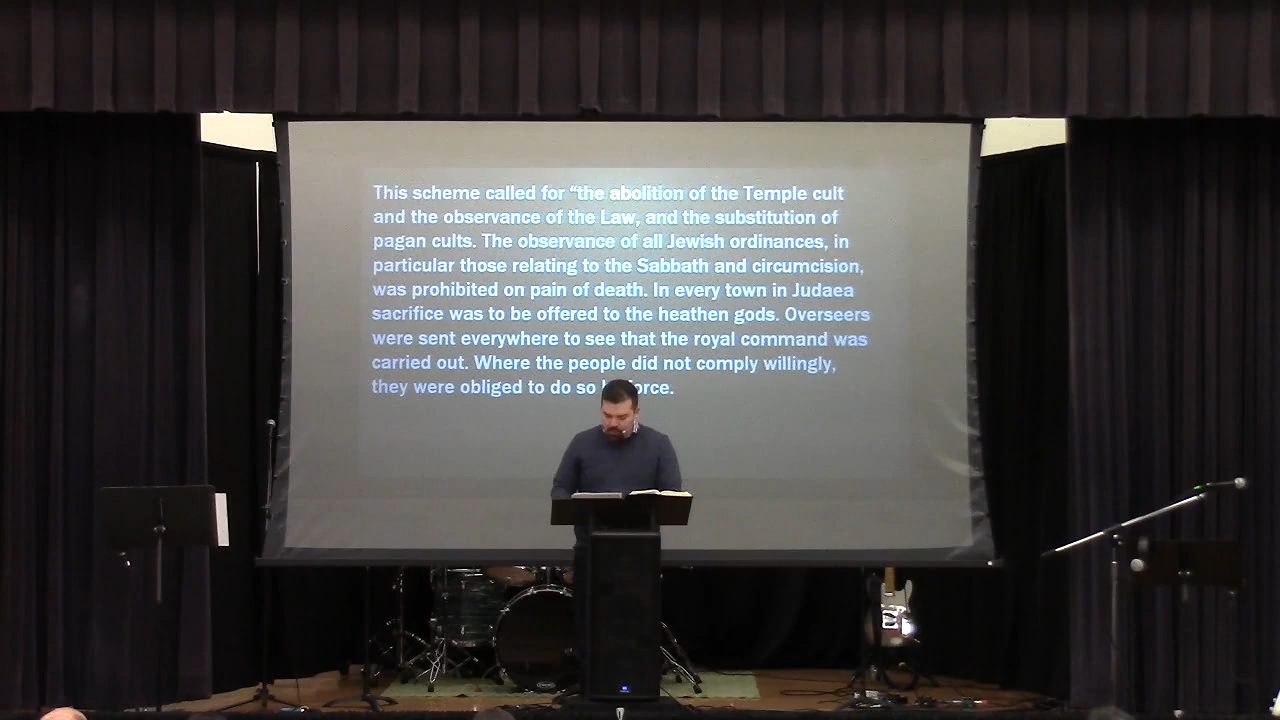 This scheme called for “the abolition of the Temple cult
and the observance of the Law, and the substitution of
pagan cults. The observance of all Jewish ordinances, in
particular those relating to the Sabbath and circumcision,
was prohibited on pain of death. In every town in Judaea
sacrifice was to be offered to the heathen gods. Overseers
were sent everywhere to see that the royal command was
carried out. Where the people did not comply willingly,
they were obliged to do so force.